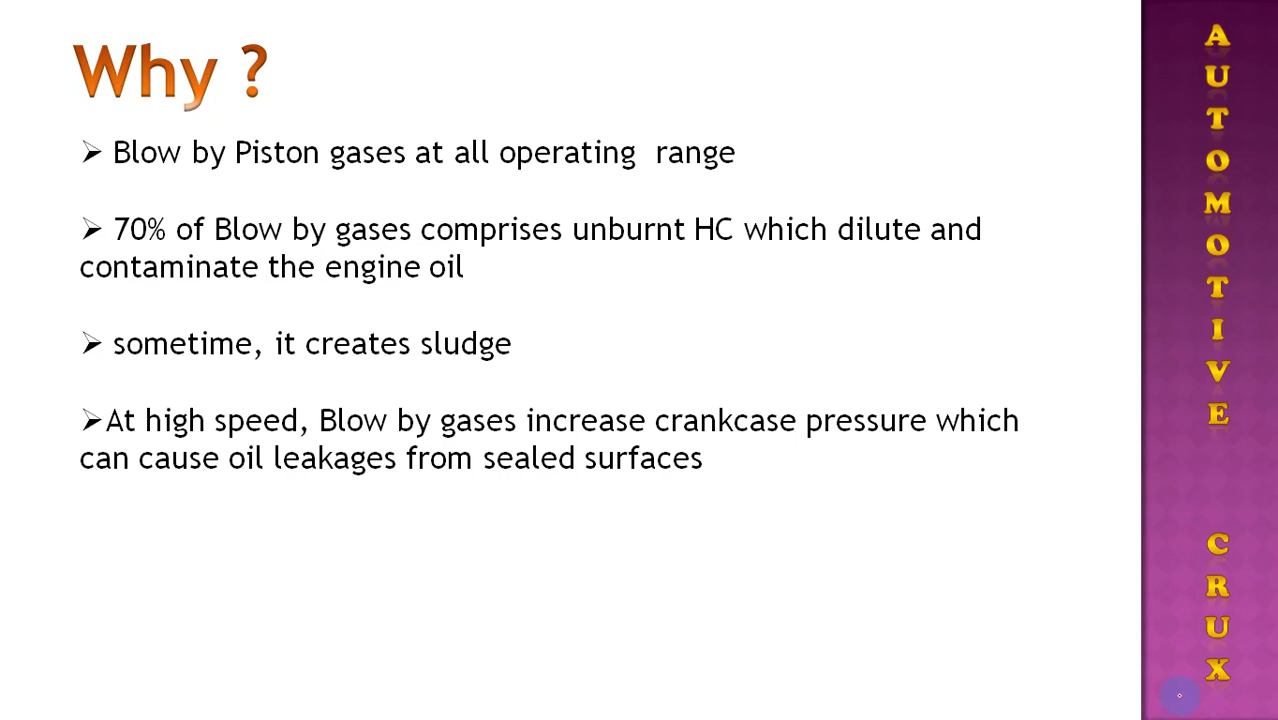 Why ?
➢ Blow by Piston gases at all operating  range
➢ 70% of Blow by gases comprises unburnt HC which dilute and
contaminate the engine oil
➢ sometime, it creates sludge
➢At high speed, Blow by gases increase crankcase pressure which
can cause oil leakages from sealed surfaces
AUTOMOTIVE CRUX